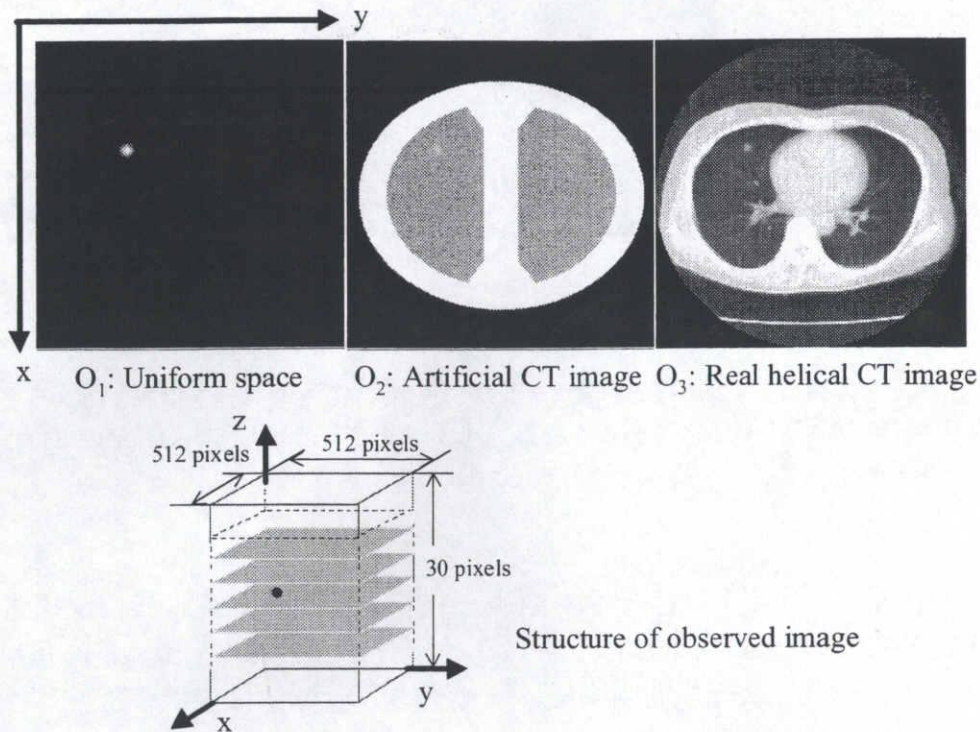 y
x
O₁: Uniform space
O₂: Artificial CT image
O₃: Real helical CT image
z
512 pixels
512 pixels
30 pixels
Structure of observed image
y
x